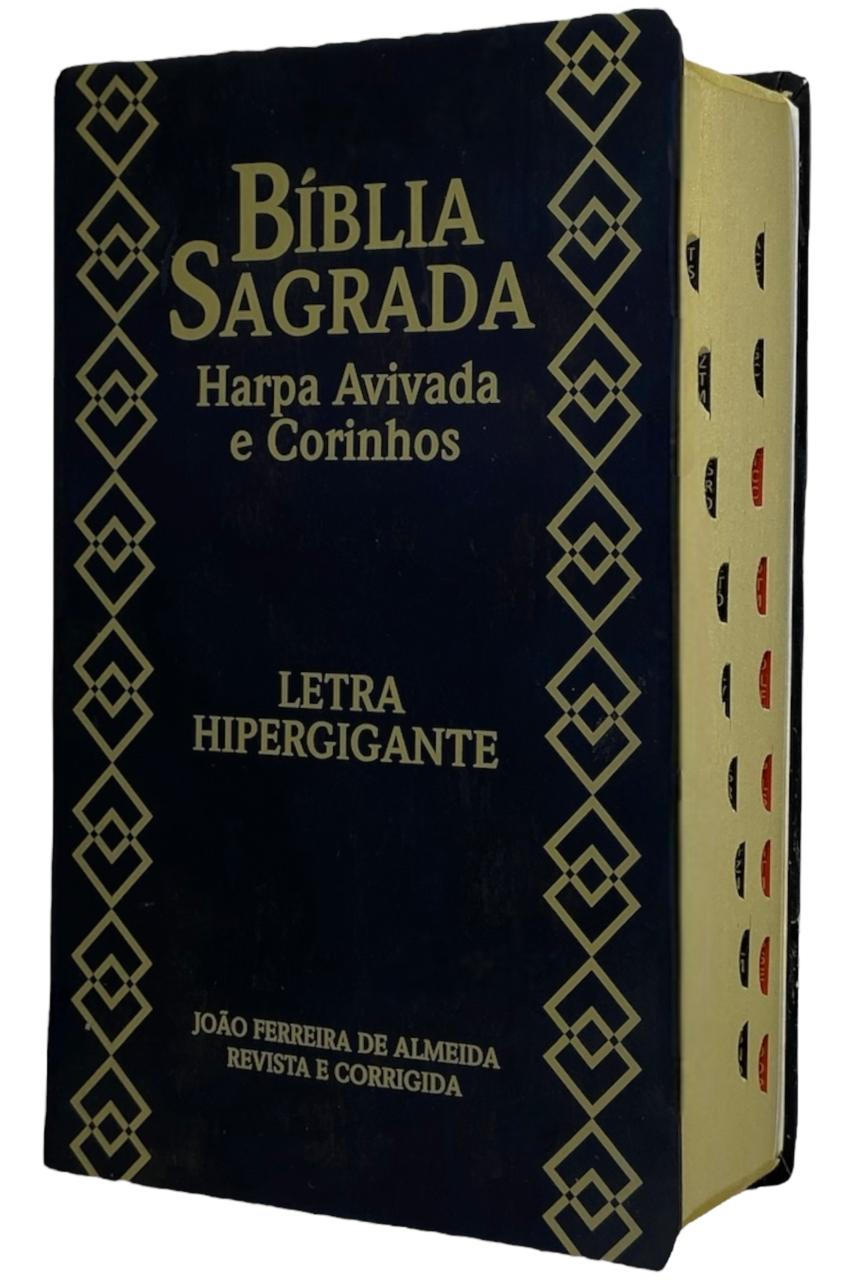 BÍBLIA
SAGRADA
Harpa Avivada
e Corinhos
LETRA
HIPERGIGANTE
JOÃO FERREIRA DE ALMEIDA
REVISTA E CORRIGIDA